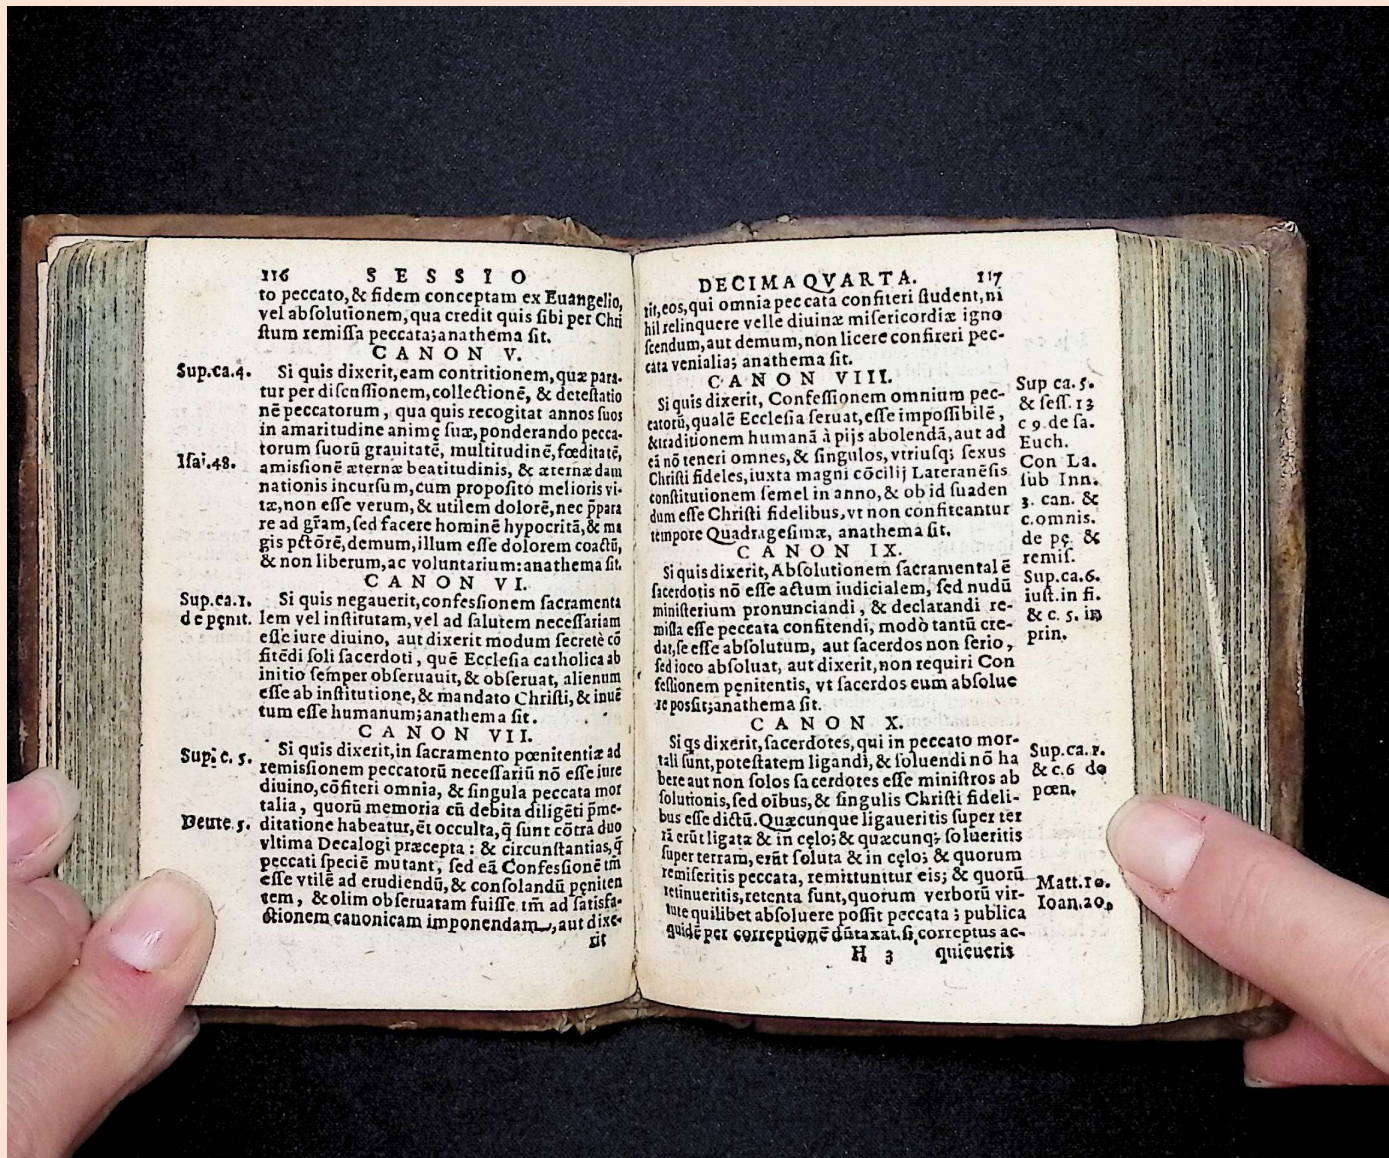 116 SESSIO
to peccato, & fidem conceptam ex Euangelio,
vel abſolutionem, qua credit quis ſibi per Chri
ſtum remiſſa peccata; anathema ſit.
CANON V.
Sup.ca.4. Si quis dixerit, eam contritionem, quæ para-
tur per diſcnſſionem, collectionē, & deteſtatio
nē peccatorum, qua quis recogitat annos ſuos
in amaritudine animę ſuæ, ponderando pecca-
torum ſuorū grauitatē, multitudinē, fœditatē,
Iſai.48. amiſſionē æternæ beatitudinis, & æternæ dam
nationis incurſum, cum propoſito melioris vi-
tæ, non eſſe verum, & utilem dolorē, nec p̄para
re ad gr̄am, ſed facere hominē hypocritā, & ma
gis pctōrē, demum, illum eſſe dolorem coactū,
& non liberum, ac voluntarium: anathema ſit.
CANON VI.
Sup.ca.1. Si quis negauerit, confeſſionem ſacramenta
de pęnit. lem vel inſtitutam, vel ad ſalutem neceſſariam
eſſe iure diuino, aut dixerit modum ſecretè cō
fitēdi ſoli ſacerdoti, quē Eccleſia catholica ab
initio ſemper obſeruauit, & obſeruat, alienum
eſſe ab inſtitutione, & mandato Chriſti, & inuē
tum eſſe humanum; anathema ſit.
CANON VII.
Sup. c. 5. Si quis dixerit, in ſacramento pœnitentiæ ad
remiſſionem peccatorū neceſſariū nō eſſe iure
diuino, cōfiteri omnia, & ſingula peccata mor
talia, quorū memoria cū debita diligēti p̄me-
Deute.5. ditatione habeatur, ēt occulta, q̄ ſunt cōtra duo
vltima Decalogi præcepta: & circunſtantias, q̄
peccati ſpeciē mutant, ſed eā Confeſſionē tm̄
eſſe vtilē ad erudiendū, & conſolandū pęniten
tem, & olim obſeruatam fuiſſe tm̄ ad ſatisfa-
ctionem canonicam imponendam, aut dixe-
rit
DECIMA QVARTA. 117
rit, eos, qui omnia peccata confiteri ſtudent, ni
hil relinquere velle diuinæ miſericordiæ igno
ſcendum, aut demum, non licere confireri pec-
cata venialia; anathema ſit.
CANON VIII.
Si quis dixerit, Confeſſionem omnium pec-
catorū, qualē Eccleſia ſeruat, eſſe impoſſibilē,
& traditionem humanā à pijs abolendā, aut ad
eā nō teneri omnes, & ſingulos, vtriuſq; ſexus
Chriſti fideles, iuxta magni cōcilij Lateranēſis
conſtitutionem ſemel in anno, & ob id ſuaden
dum eſſe Chriſti fidelibus, vt non confiteantur
tempore Quadrageſimæ, anathema ſit.
Sup ca.5.
& ſeſſ.13
c 9.de ſa.
Euch.
Con La.
ſub Inn.
3. can. &
c.omnis.
de pę. &
remiſ.
CANON IX.
Si quis dixerit, Abſolutionem ſacramentalē
ſacerdotis nō eſſe actum iudicialem, ſed nudū
miniſterium pronunciandi, & declarandi re-
miſſa eſſe peccata confitendi, modò tantū cre-
dat, ſe eſſe abſolutum, aut ſacerdos non ſerio,
ſed ioco abſoluat, aut dixerit, non requiri Con
feſſionem pęnitentis, vt ſacerdos eum abſolue
re poſſit; anathema ſit.
Sup.ca.6.
iuſt.in fi.
& c. 5. in
prin.
CANON X.
Si qs dixerit, ſacerdotes, qui in peccato mor-
tali ſunt, poteſtatem ligandi, & ſoluendi nō ha
bere aut non ſolos ſacerdotes eſſe miniſtros ab
ſolutionis, ſed oībus, & ſingulis Chriſti fideli-
bus eſſe dictū. Quæcunque ligaueritis ſuper ter
rā erūt ligata & in cęlo; & quæcunq; ſolueritis
ſuper terram, erūt ſoluta & in cęlo; & quorum
remiſeritis peccata, remittunitur eis; & quorū
retinueritis, retenta ſunt, quorum verborū vir-
tute quilibet abſoluere poſſit peccata; publica
quidē per correptionē dūtaxat, ſi correptus ac-
Sup.ca.1.
& c.6 de
pœn.
Matt.10.
Ioan.20.
H 3 quieueris